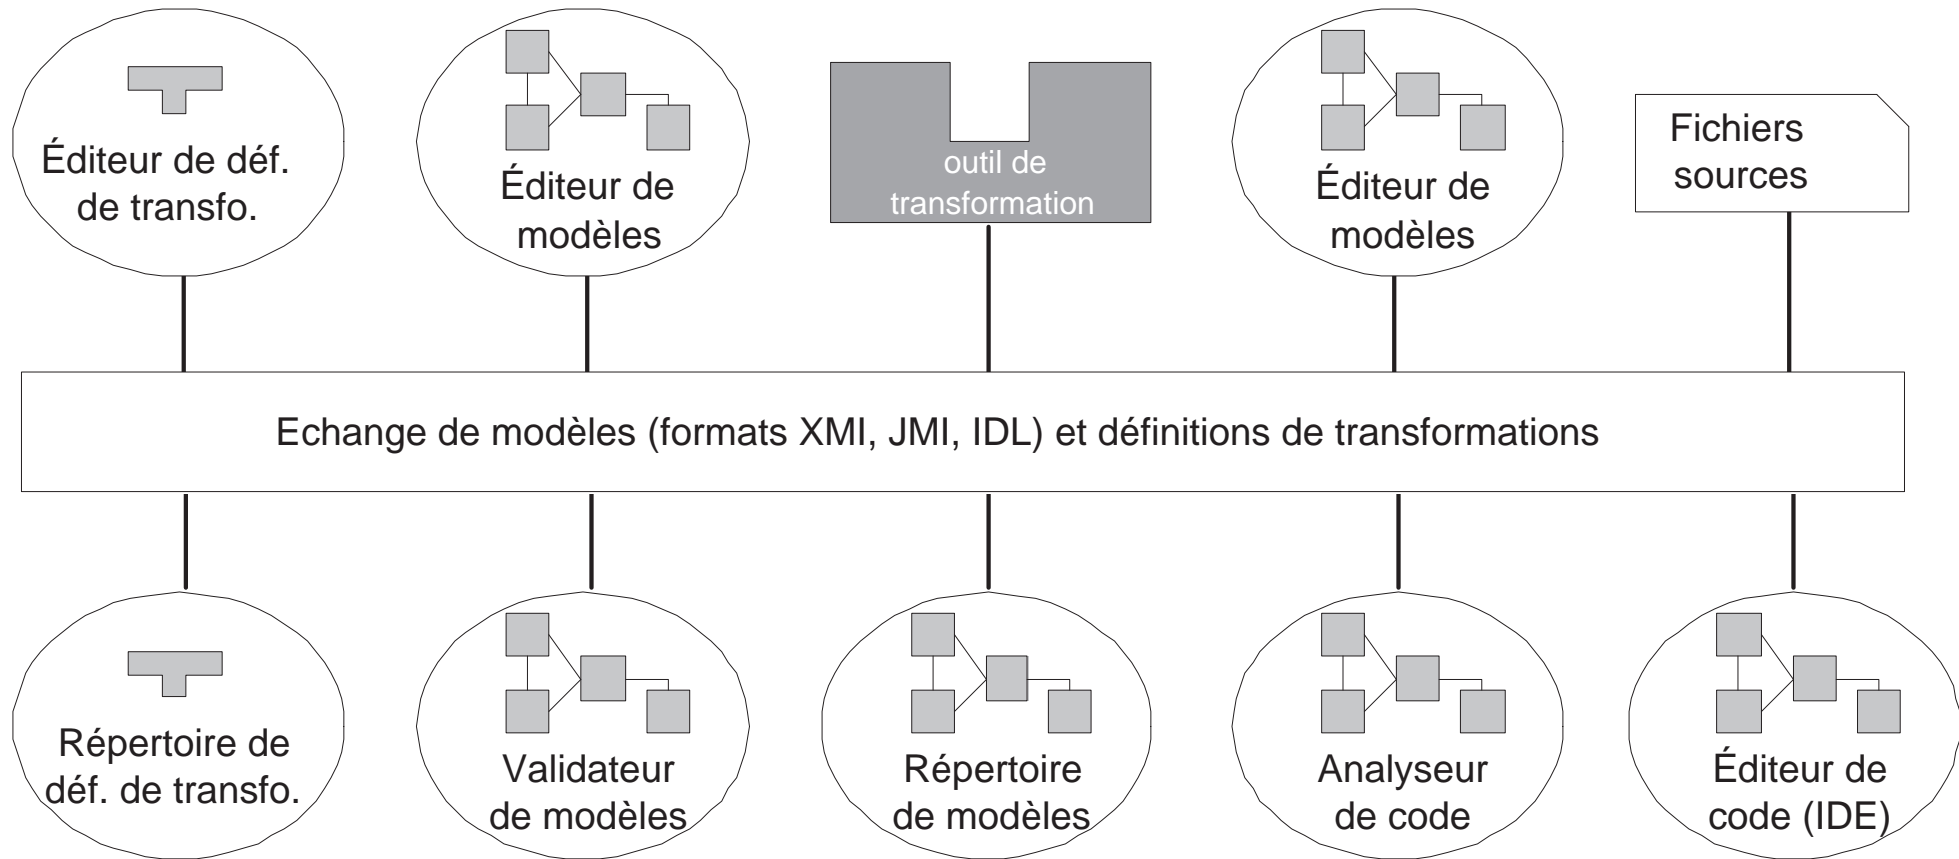 Éditeur de déf.
de transfo.
Éditeur de
modèles
outil de
transformation
Éditeur de
modèles
Fichiers
sources
Echange de modèles (formats XMI, JMI, IDL) et définitions de transformations
Répertoire de
déf. de transfo.
Validateur
de modèles
Répertoire
de modèles
Analyseur
de code
Éditeur de
code (IDE)